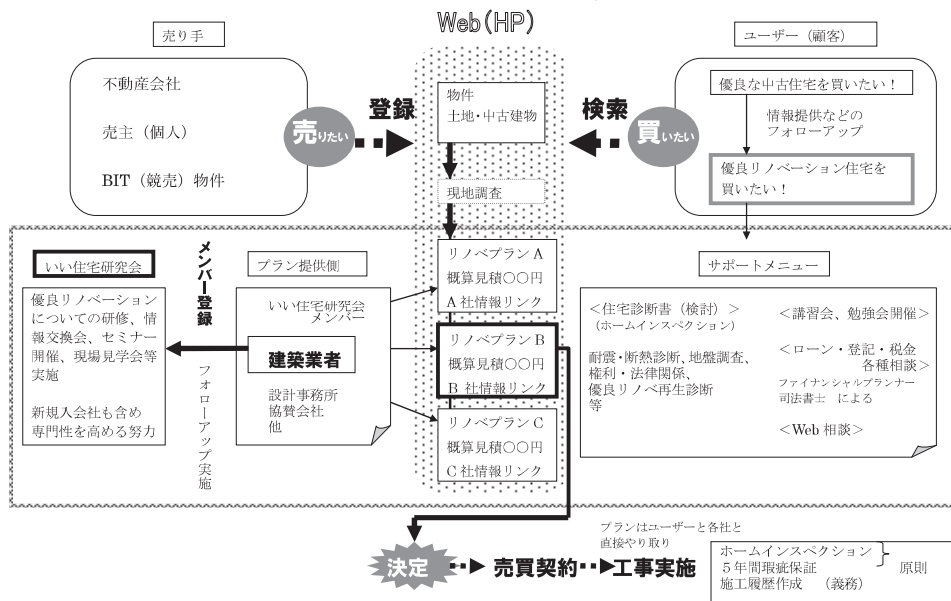 Web(HP)
売り手
不動産会社
売主（個人）
BIT（競売）物件
売りたい
登録
物件
土地・中古建物
現地調査
検索
買いたい
ユーザー（顧客）
優良な中古住宅を買いたい！
情報提供などの
フォローアップ
優良リノベーション住宅を
買いたい！
いい住宅研究会
優良リノベーション
についての研修、情
報交換会、セミナー
開催、現場見学会等
実施
新規入会社も含め
専門性を高める努力
メンバー登録
フォローアップ実施
プラン提供側
いい住宅研究会
メンバー
建築業者
設計事務所
協賛会社
他
リノベプランA
概算見積〇〇円
A 社情報リンク
リノベプランB
概算見積〇〇円
B 社情報リンク
リノベプランC
概算見積〇〇円
C 社情報リンク
サポートメニュー
＜住宅診断書（検討）＞
（ホームインスペクション）
耐震・断熱診断、地盤調査、
権利・法律関係、
優良リノベ再生診断
等
＜講習会、勉強会開催＞
＜ローン・登記・税金
各種相談＞
ファイナンシャルプランナー
司法書士 による
＜Web 相談＞
決定
売買契約
工事実施
プランはユーザーと各社と
直接やり取り
ホームインスペクション
５年間瑕疵保証
施工履歴作成 （義務）
原則